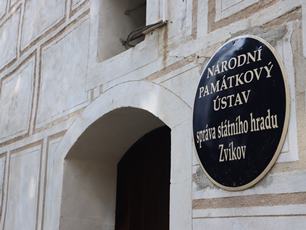 NÁRODNÍ
PAMÁTKOVÝ
ÚSTAV
správa státního hradu
Zvíkov